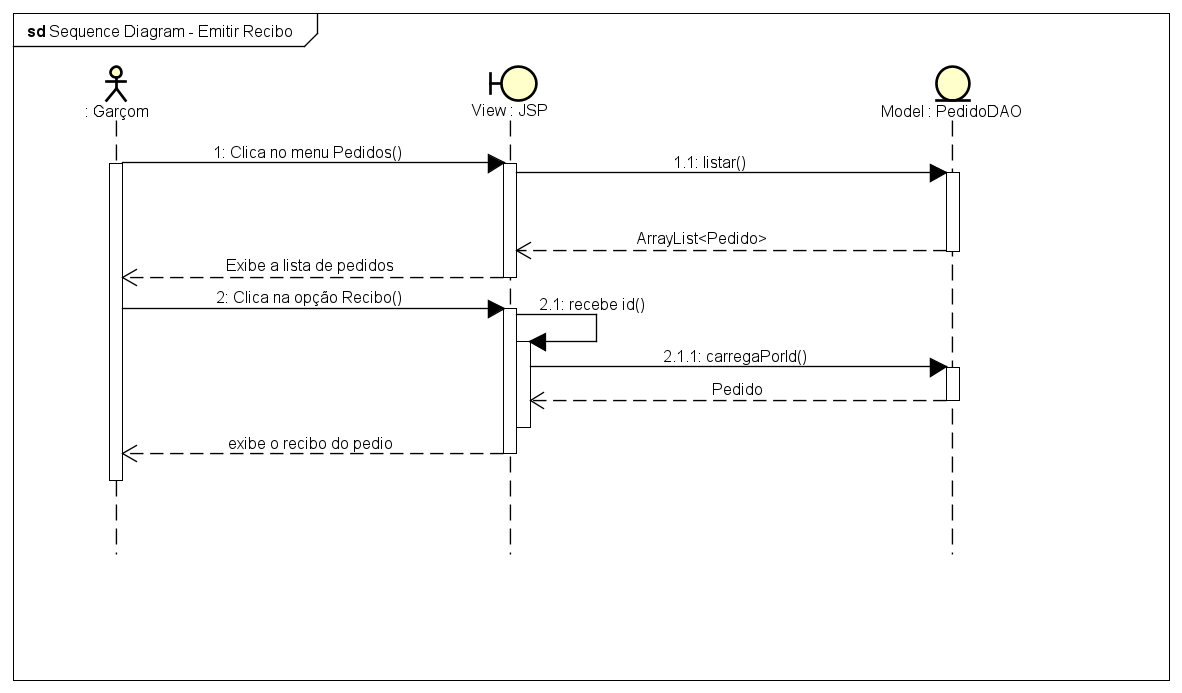 sd Sequence Diagram - Emitir Recibo
: Garçom
View : JSP
Model : PedidoDAO
1: Clica no menu Pedidos()
1.1: listar()
ArrayList<Pedido>
Exibe a lista de pedidos
2: Clica na opção Recibo()
2.1: recebe id()
2.1.1: carregaPorId()
Pedido
exibe o recibo do pedio